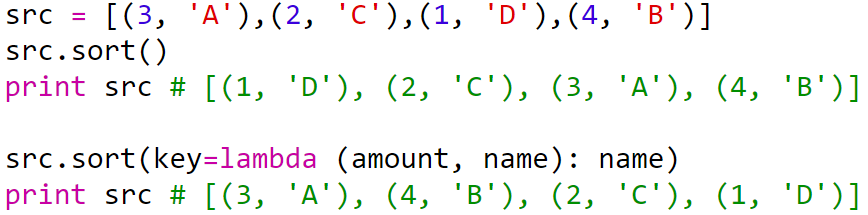 src = [(3, 'A'),(2, 'C'),(1, 'D'),(4, 'B')]
src.sort()
print src # [(1, 'D'), (2, 'C'), (3, 'A'), (4, 'B')]
src.sort(key=lambda (amount, name): name)
print src # [(3, 'A'), (4, 'B'), (2, 'C'), (1, 'D')]